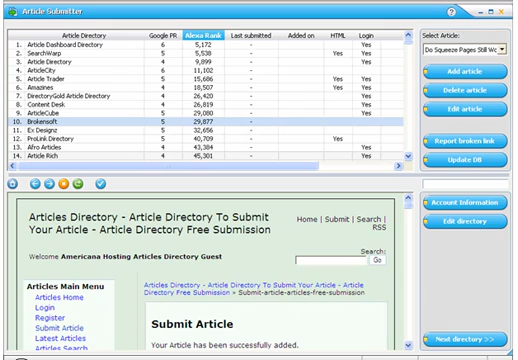 Article Submitter
Article Directory Google PR Alexa Rank Last submitted Added on HTML Login
1. Article Dashboard Directory 6 5,172 - Yes
2. SearchWarp 5 5,538 - Yes Yes
3. Article Directory 4 9,899 - Yes
4. ArticleCity 6 11,102 -
5. Article Trader 5 15,686 - Yes Yes
6. Amazines 4 18,507 - Yes Yes
7. DirectoryGold Article Directory 4 26,420 - Yes
8. Content Desk 4 26,819 - Yes
9. ArticleCube 5 29,080 - Yes
10. Brokensoft 5 29,877 -
11. Ex Designz 5 32,656 -
12. ProLink Directory 5 40,709 - Yes
13. Afro Articles 4 43,384 - Yes
14. Article Rich 4 45,301 - Yes
Select Article:
Do Squeeze Pages Still Wc
Add article
Delete article
Edit article
Report broken link
Update DB
Account Information
Edit directory
Next directory >>
Articles Directory - Article Directory To Submit
Your Article - Article Directory Free Submission
Home | Submit | Search |
RSS
Welcome Americana Hosting Articles Directory Guest
Search:
Go
Articles Main Menu
Articles Home
Login
Register
Submit Article
Latest Articles
Articles Search
Articles Directory - Article Directory To Submit Your Article - Article
Directory Free Submission » Submit-article-articles-free-submission
Submit Article
Your Article has been successfully added.